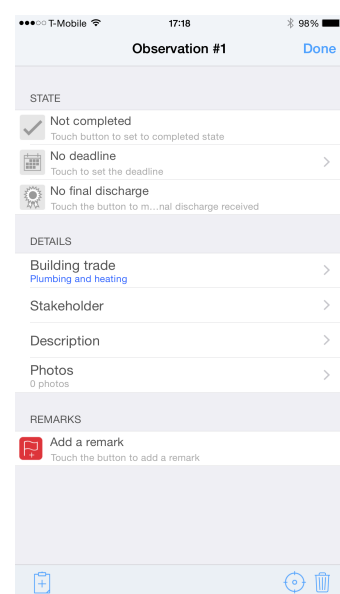 T-Mobile 17:18 98%
Observation #1 Done
STATE
Not completed
Touch button to set to completed state
No deadline
Touch to set the deadline
No final discharge
Touch the button to m...nal discharge received
DETAILS
Building trade
Plumbing and heating
Stakeholder
Description
Photos
0 photos
REMARKS
Add a remark
Touch the button to add a remark